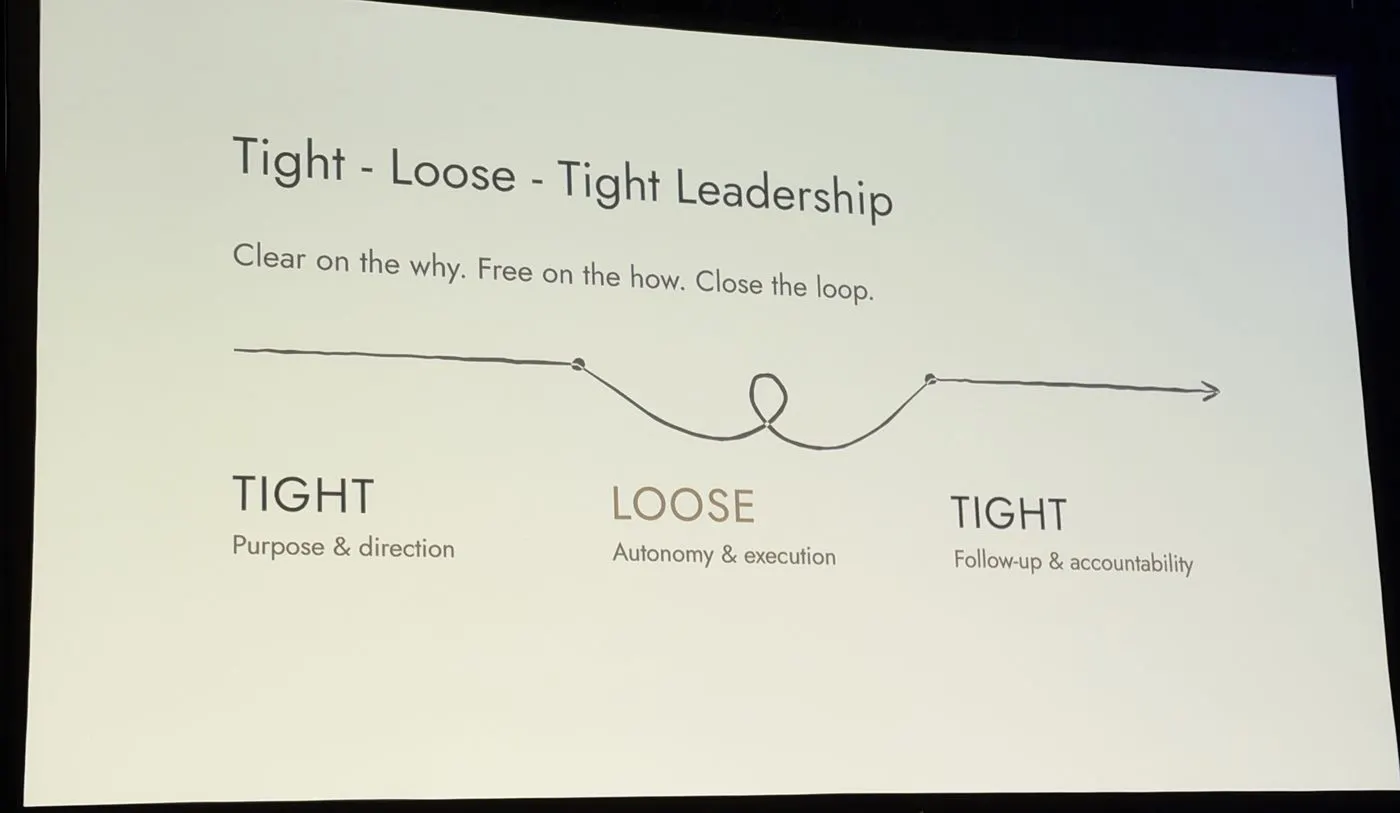 Tight - Loose - Tight Leadership
Clear on the why. Free on the how. Close the loop.
TIGHT
Purpose & direction
LOOSE
Autonomy & execution
TIGHT
Follow-up & accountability